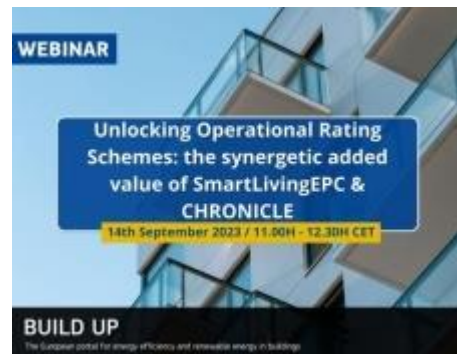 WEBINAR
Unlocking Operational Rating
Schemes: the synergetic added
value of SmartLivingEPC &
CHRONICLE
14th September 2023 / 11.00H - 12.30H CET
BUILD UP
The European portal for energy efficiency and renewable energy in buildings